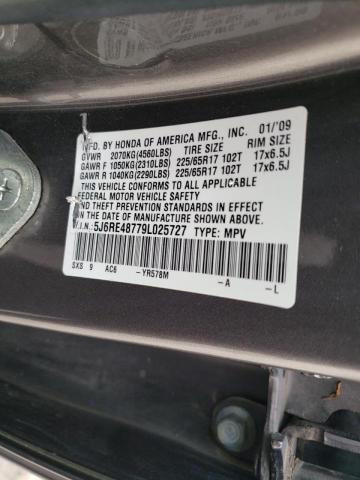 MFD. BY HONDA OF AMERICA MFG., INC. 01/'09
GVWR 2070KG(4560LBS) TIRE SIZE RIM SIZE
GAWR F 1050KG(2310LBS) 225/65R17 102T 17x6.5J
GAWR R 1040KG(2290LBS) 225/65R17 102T 17x6.5J
THIS VEHICLE CONFORMS TO ALL APPLICABLE
FEDERAL MOTOR VEHICLE SAFETY
AND THEFT PREVENTION STANDARDS IN EFFECT
ON THE DATE OF MANUFACTURE SHOWN ABOVE.
V.I.N.: 5J6RE48779L025727 TYPE: MPV
SXS 9 AC6 -YR578M -A -L